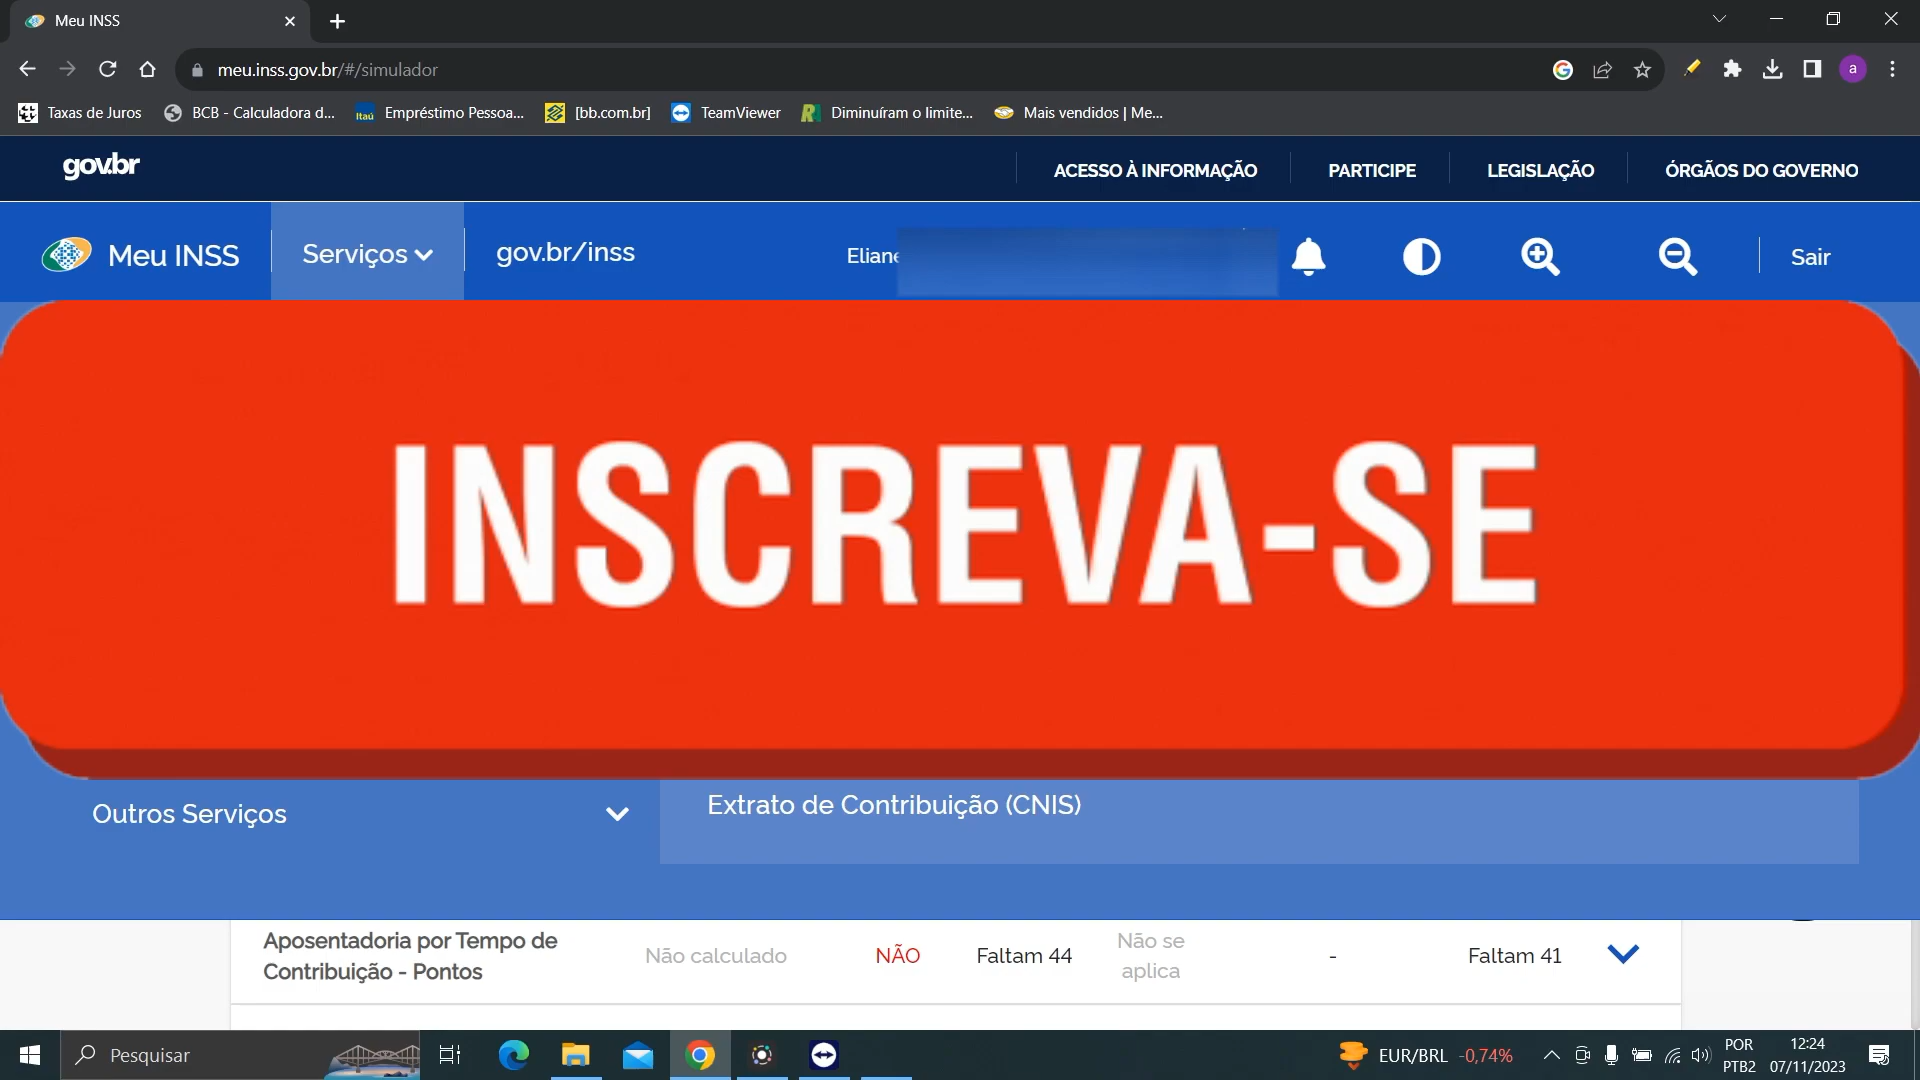 Meu INSS
meu.inss.gov.br/#/simulador
a
Taxas de Juros
BCB - Calculadora d...
Itaú
Empréstimo Pessoa...
[bb.com.br]
TeamViewer
Diminuíram o limite...
Mais vendidos | Me...
gov.br
ACESSO À INFORMAÇÃO
PARTICIPE
LEGISLAÇÃO
ÓRGÃOS DO GOVERNO
Meu INSS
Serviços
gov.br/inss
Eliane
Sair
INSCREVA-SE
Outros Serviços
Extrato de Contribuição (CNIS)
Aposentadoria por Tempo de
Contribuição - Pontos
Não calculado
NÃO
Faltam 44
Não se
aplica
-
Faltam 41
Pesquisar
EUR/BRL -0,74%
POR
PTB2
12:24
07/11/2023